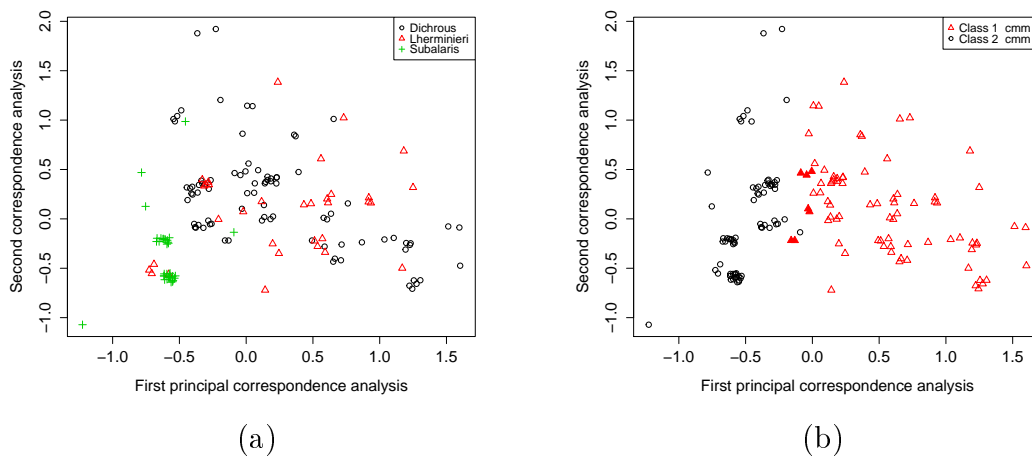 2.0
1.5
1.0
0.5
0.0
−0.5
−1.0
Second correspondence analysis
Dichrous
Lherminieri
Subalaris
−1.0 −0.5 0.0 0.5 1.0 1.5
First principal correspondence analysis
(a)
2.0
1.5
1.0
0.5
0.0
−0.5
−1.0
Second correspondence analysis
Class 1 cmm
Class 2 cmm
−1.0 −0.5 0.0 0.5 1.0 1.5
First principal correspondence analysis
(b)